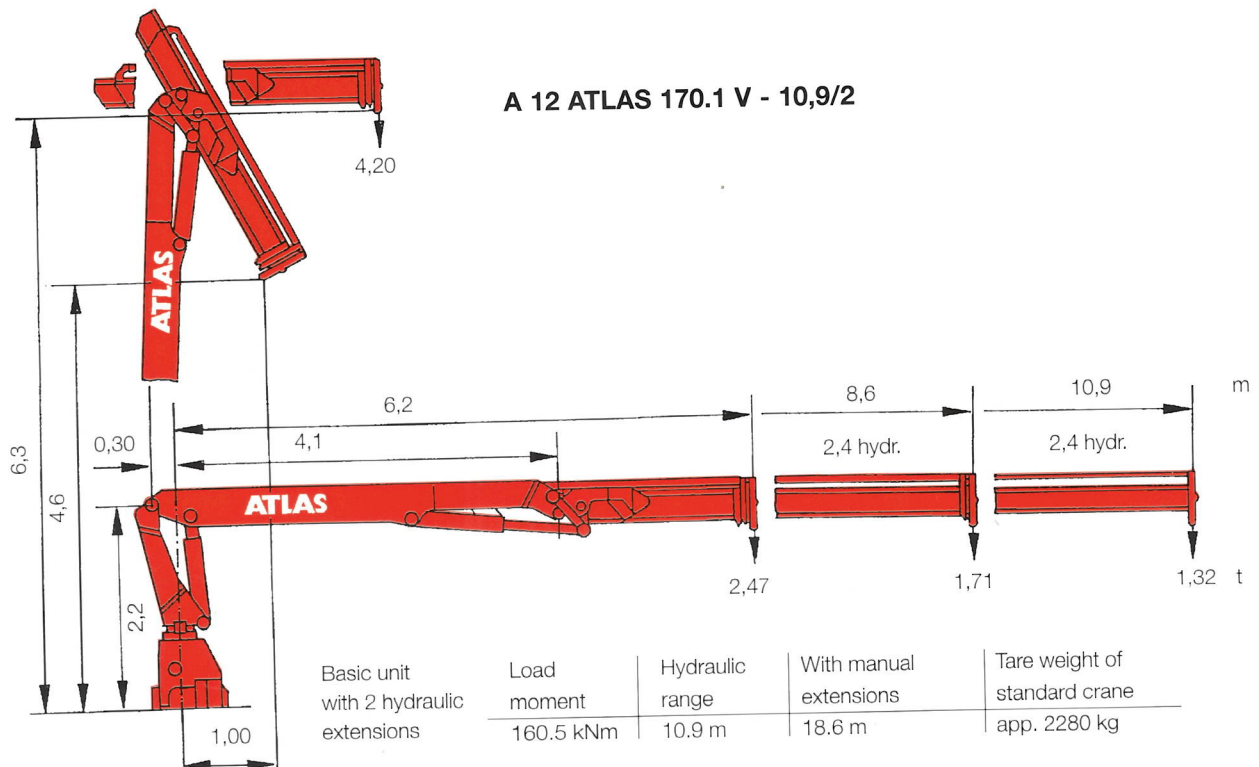 A 12 ATLAS 170.1 V - 10,9/2
4,20
ATLAS
6,3
4,6
6,2
8,6
10,9
m
0,30
4,1
2,4 hydr.
2,4 hydr.
ATLAS
2,2
2,47
1,71
1,32
t
1,00
Basic unit
with 2 hydraulic
extensions
Load
moment
160.5 kNm
Hydraulic
range
10.9 m
With manual
extensions
18.6 m
Tare weight of
standard crane
app. 2280 kg